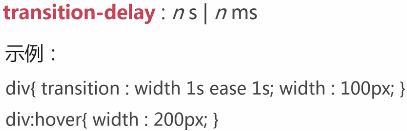 transition-delay : n s | n ms
示例：
div{ transition : width 1s ease 1s; width : 100px; }
div:hover{ width : 200px; }